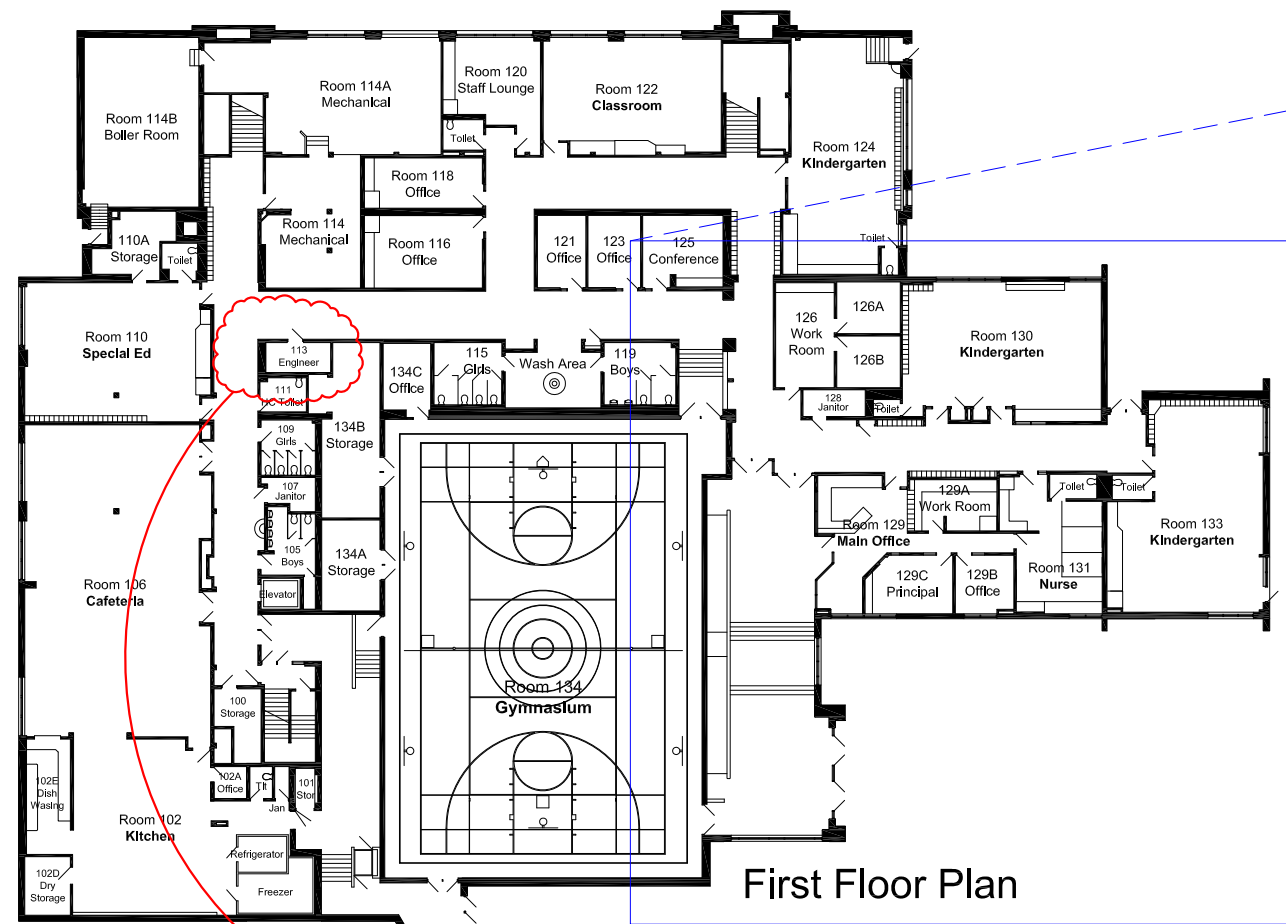 Room 114A
Mechanical
Room 120
Staff Lounge
Room 122
Classroom
Room 114B
Boiler Room
Toilet
Room 124
Kindergarten
Room 118
Office
Room 114
Mechanical
Room 116
Office
110A
Storage
Toilet
121
Office
123
Office
125
Conference
Toilet
Room 110
Special Ed
113
Engineer
111
HC Toilet
134C
Office
115
Girls
Wash Area
119
Boys
126
Work
Room
126A
126B
128
Janitor
Toilet
Room 130
Kindergarten
109
Girls
134B
Storage
107
Janitor
105
Boys
134A
Storage
Elevator
Room 106
Cafeteria
129A
Work Room
Room 129
Main Office
Toilet
Toilet
Room 133
Kindergarten
129C
Principal
129B
Office
Room 131
Nurse
100
Storage
Room 134
Gymnasium
102E
Dish
Wasing
102A
Office
Tlt
Jan
101
Stor
Room 102
Kitchen
Refrigerator
Freezer
102D
Dry
Storage
First Floor Plan